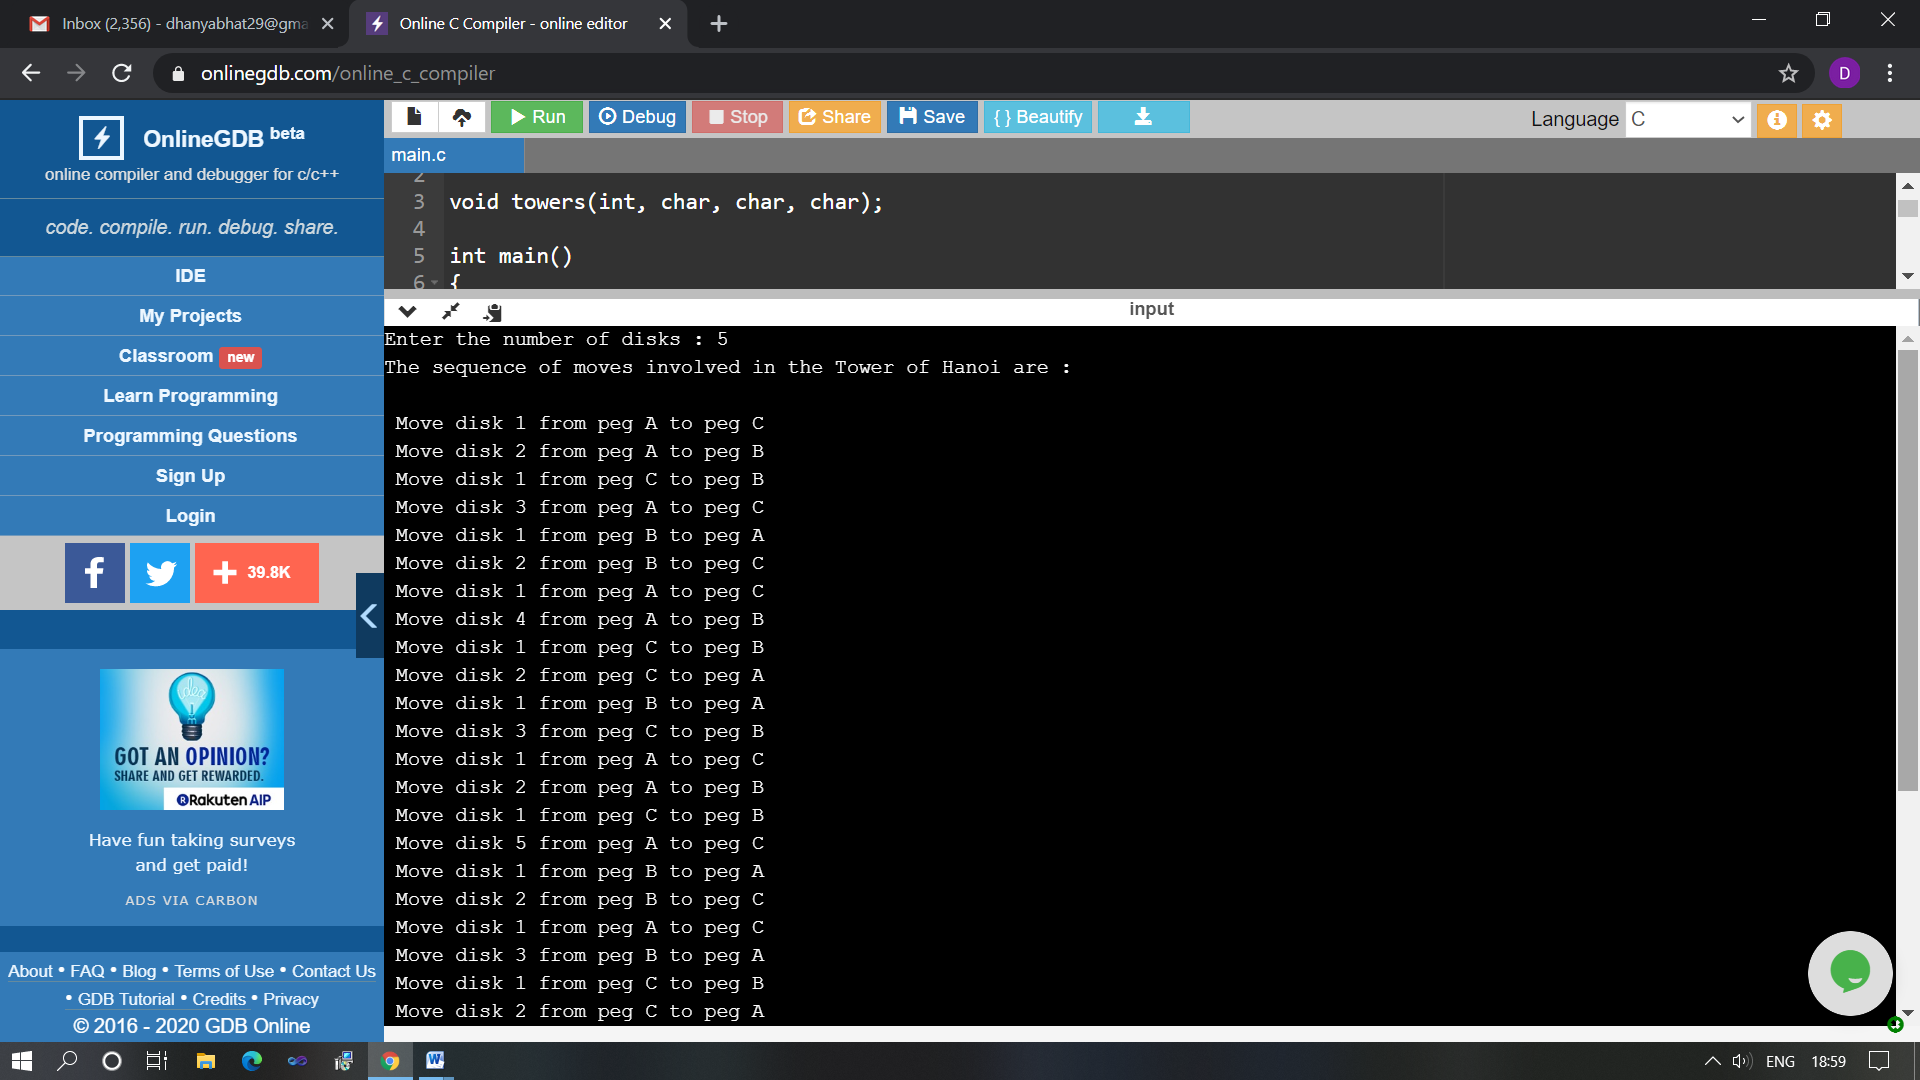 Inbox (2,356) - dhanyabhat29@gma
Online C Compiler - online editor
onlinegdb.com/online_c_compiler
D
OnlineGDB beta
online compiler and debugger for c/c++
code. compile. run. debug. share.
IDE
My Projects
Classroom new
Learn Programming
Programming Questions
Sign Up
Login
39.8K
idea
GOT AN OPINION?
SHARE AND GET REWARDED.
Rakuten AIP
Have fun taking surveys
and get paid!
ADS VIA CARBON
About • FAQ • Blog • Terms of Use • Contact Us
• GDB Tutorial • Credits • Privacy
© 2016 - 2020 GDB Online
Run Debug Stop Share Save { } Beautify
Language C
main.c
2
3 void towers(int, char, char, char);
4
5 int main()
6 {
input
Enter the number of disks : 5
The sequence of moves involved in the Tower of Hanoi are :
Move disk 1 from peg A to peg C
Move disk 2 from peg A to peg B
Move disk 1 from peg C to peg B
Move disk 3 from peg A to peg C
Move disk 1 from peg B to peg A
Move disk 2 from peg B to peg C
Move disk 1 from peg A to peg C
Move disk 4 from peg A to peg B
Move disk 1 from peg C to peg B
Move disk 2 from peg C to peg A
Move disk 1 from peg B to peg A
Move disk 3 from peg C to peg B
Move disk 1 from peg A to peg C
Move disk 2 from peg A to peg B
Move disk 1 from peg C to peg B
Move disk 5 from peg A to peg C
Move disk 1 from peg B to peg A
Move disk 2 from peg B to peg C
Move disk 1 from peg A to peg C
Move disk 3 from peg B to peg A
Move disk 1 from peg C to peg B
Move disk 2 from peg C to peg A
ENG 18:59